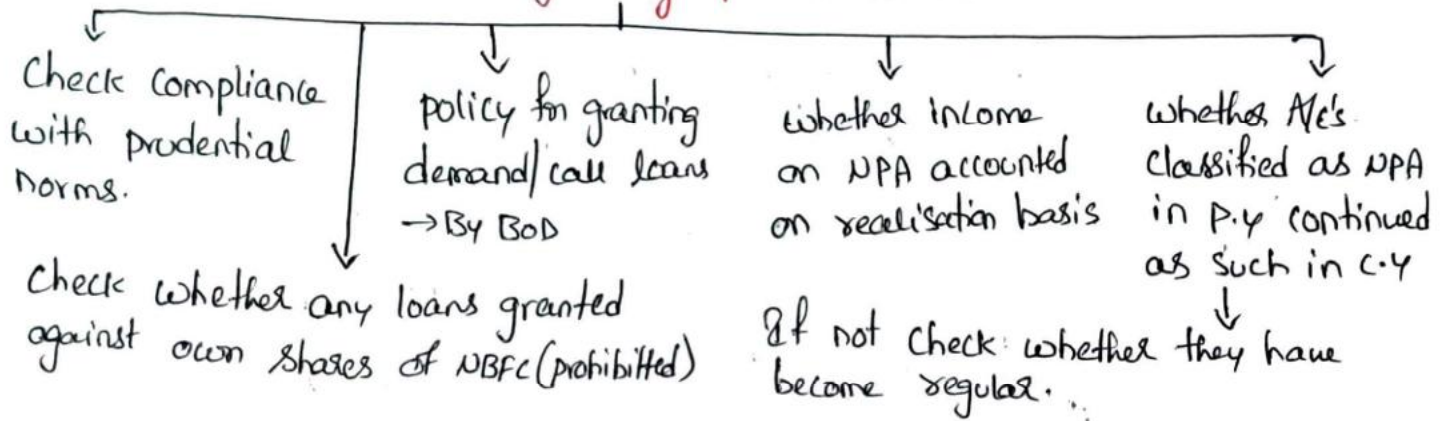 Check Compliance
with prudential
norms.
Check whether any loans granted
against own shares of NBFC (prohibitted)
policy for granting
demand/call loans
→ By BOD
whether income
on NPA accounted
on realisation basis
whether A/c's
classified as NPA
in p.y continued
as such in c.y
If not check whether they have
become regular.